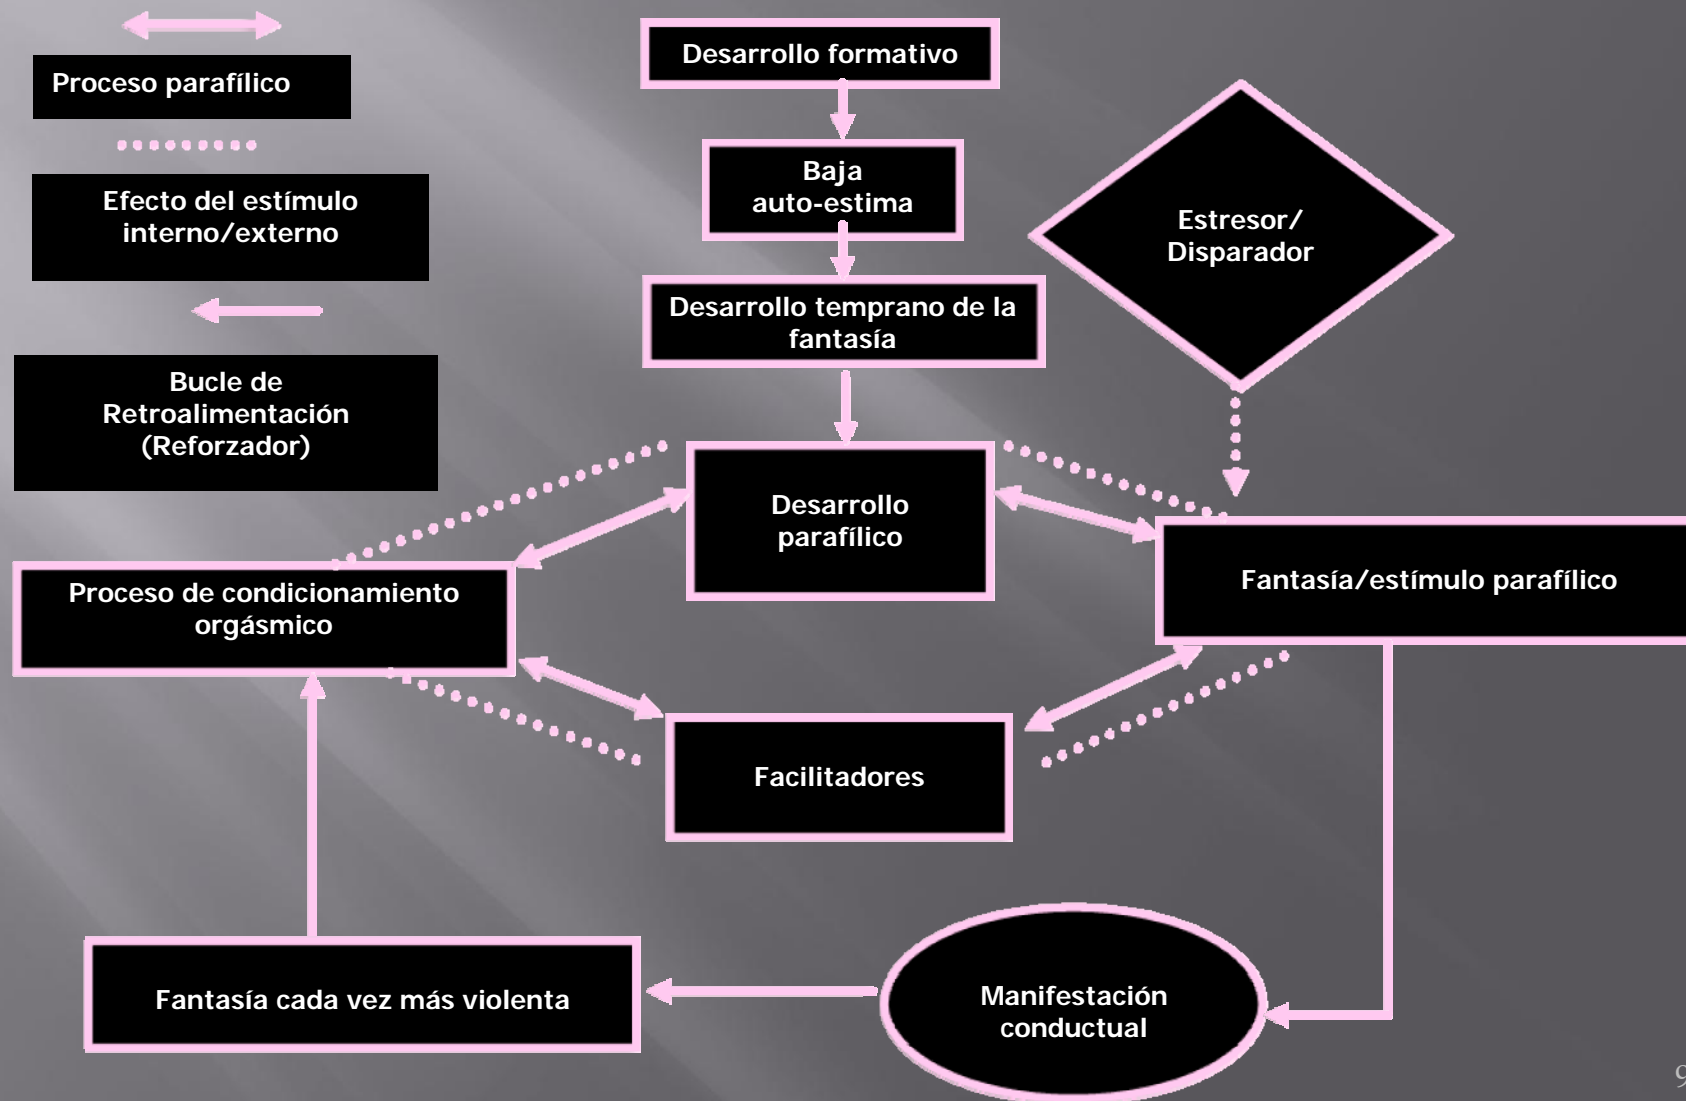 Proceso parafílico
Efecto del estímulo
interno/externo
Bucle de
Retroalimentación
(Reforzador)
Desarrollo formativo
Baja
auto-estima
Desarrollo temprano de la
fantasía
Estresor/
Disparador
Desarrollo
parafílico
Proceso de condicionamiento
orgásmico
Fantasía/estímulo parafílico
Facilitadores
Fantasía cada vez más violenta
Manifestación
conductual
9